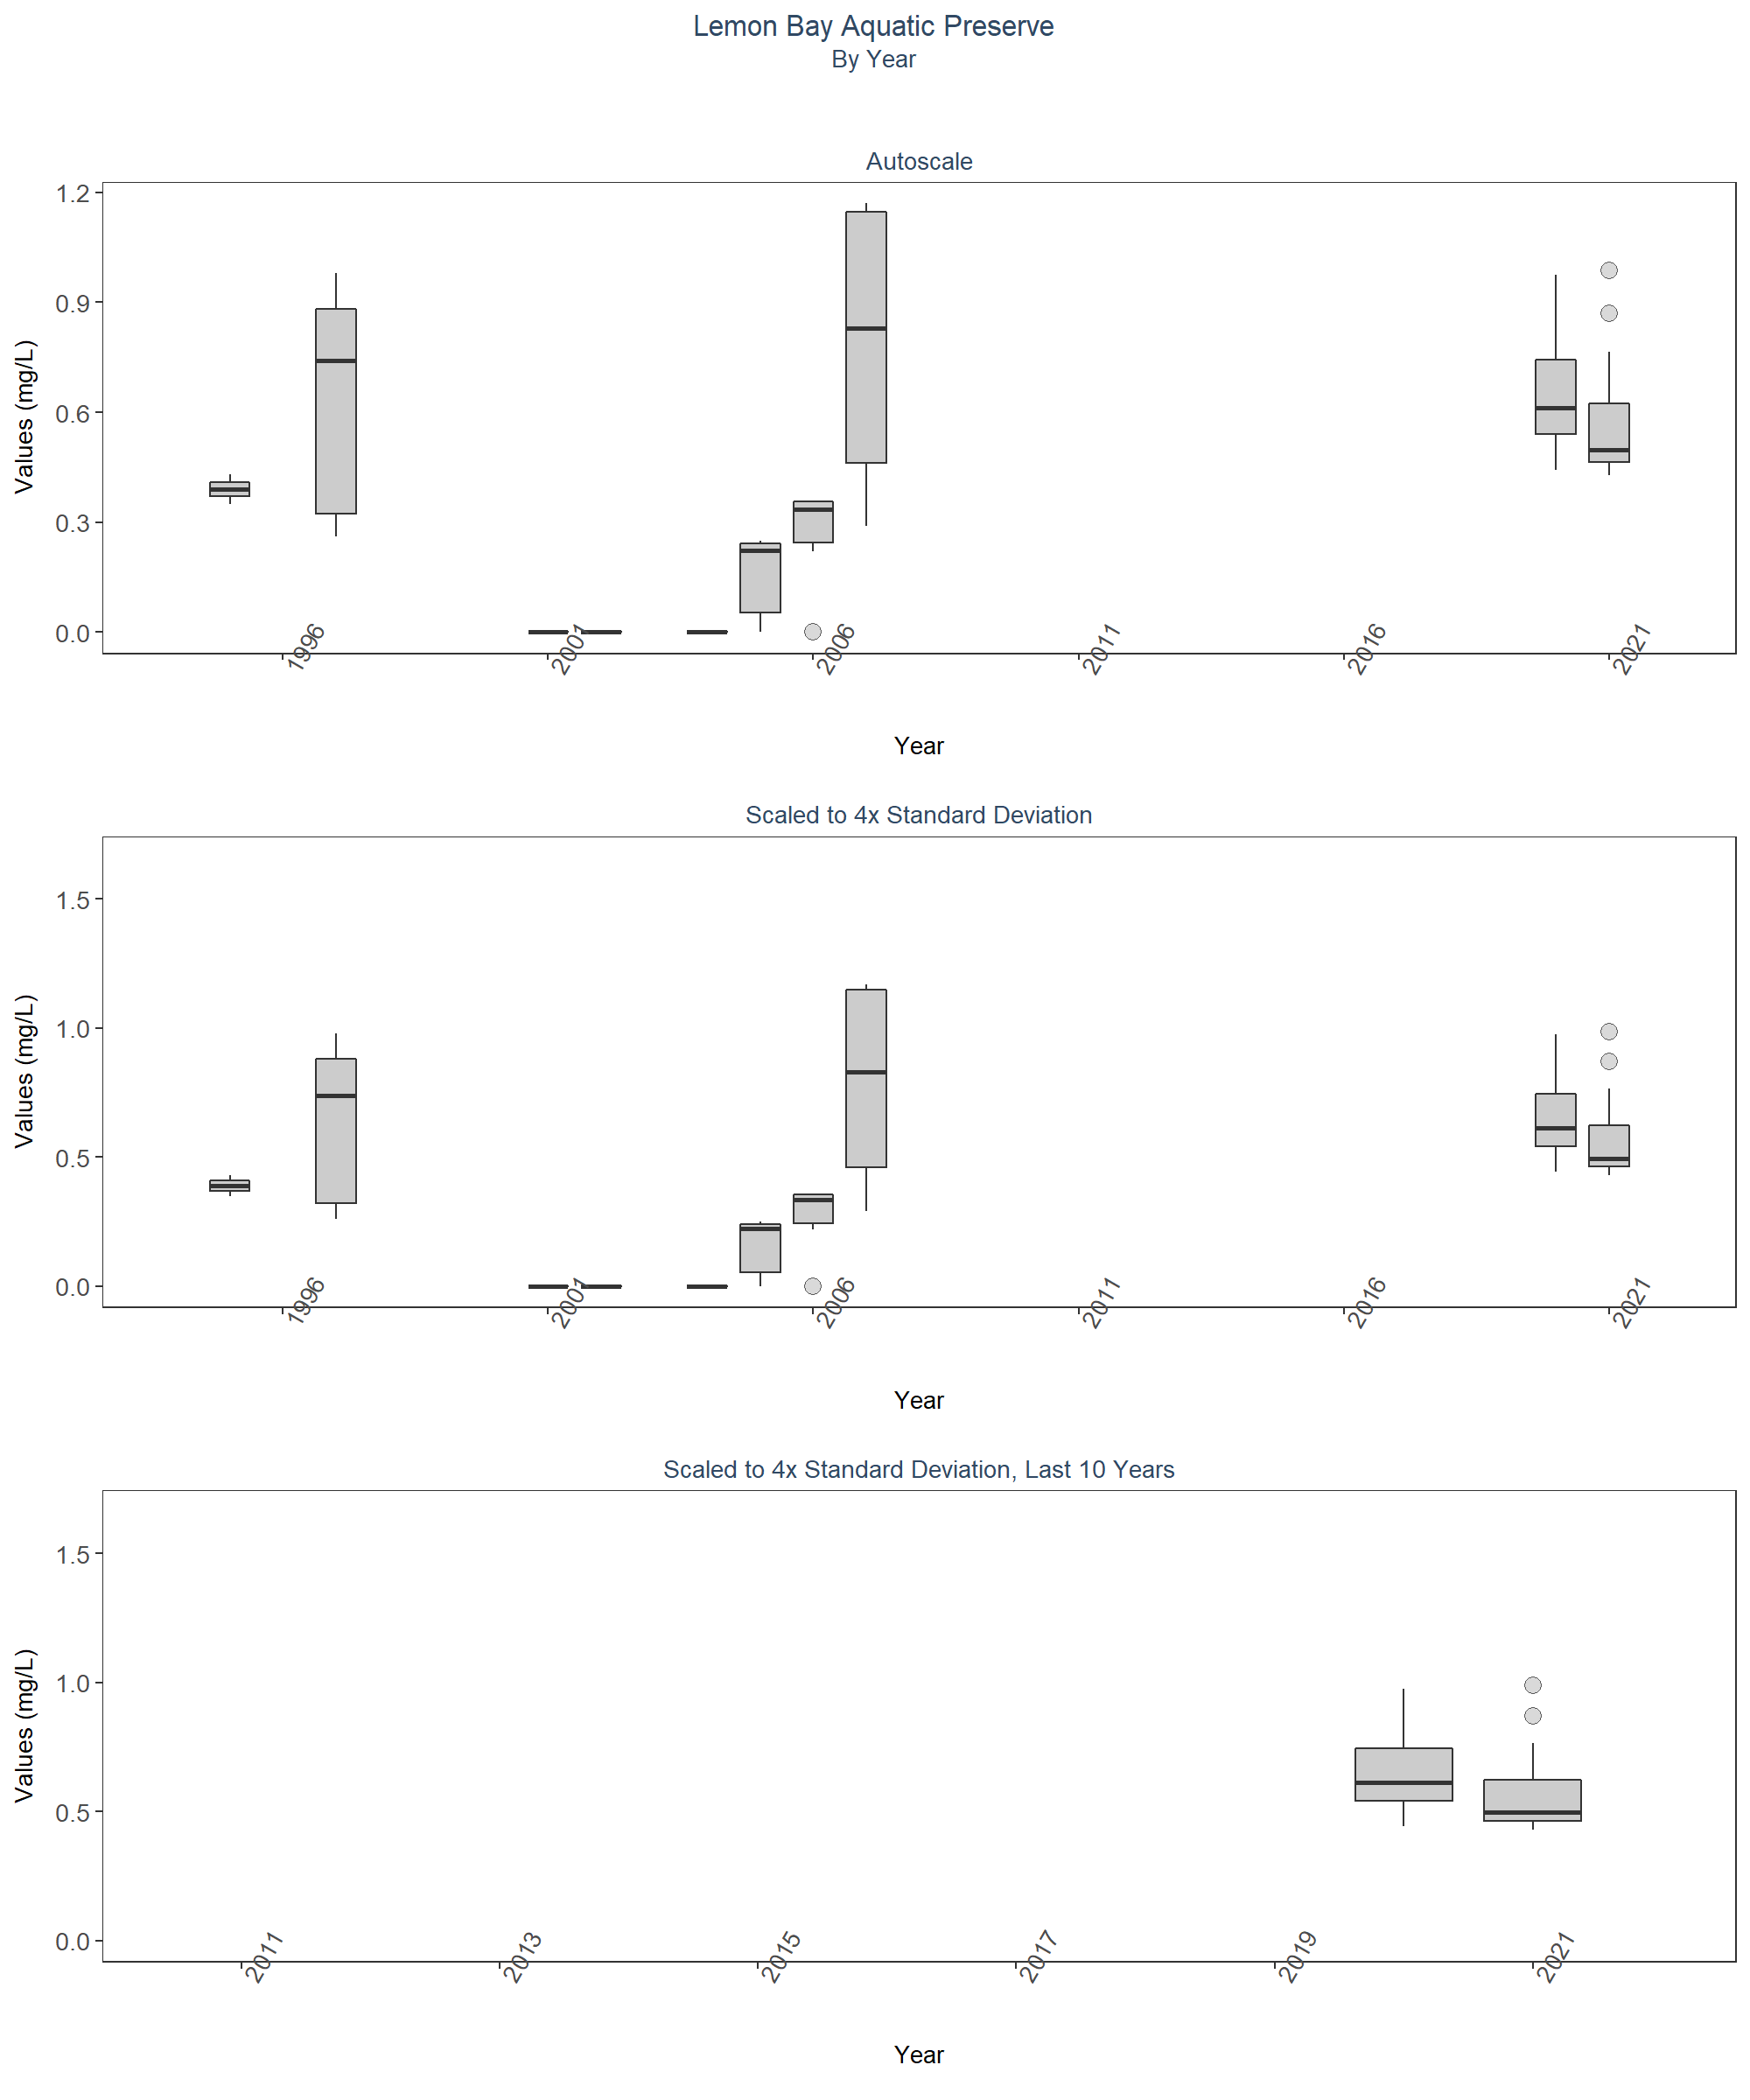 Lemon Bay Aquatic Preserve
By Year
Autoscale
Values (mg/L)
1.2
0.9
0.6
0.3
0.0
1996 2001 2006 2011 2016 2021
Year
Scaled to 4x Standard Deviation
Values (mg/L)
1.5
1.0
0.5
0.0
1996 2001 2006 2011 2016 2021
Year
Scaled to 4x Standard Deviation, Last 10 Years
Values (mg/L)
1.5
1.0
0.5
0.0
2011 2013 2015 2017 2019 2021
Year